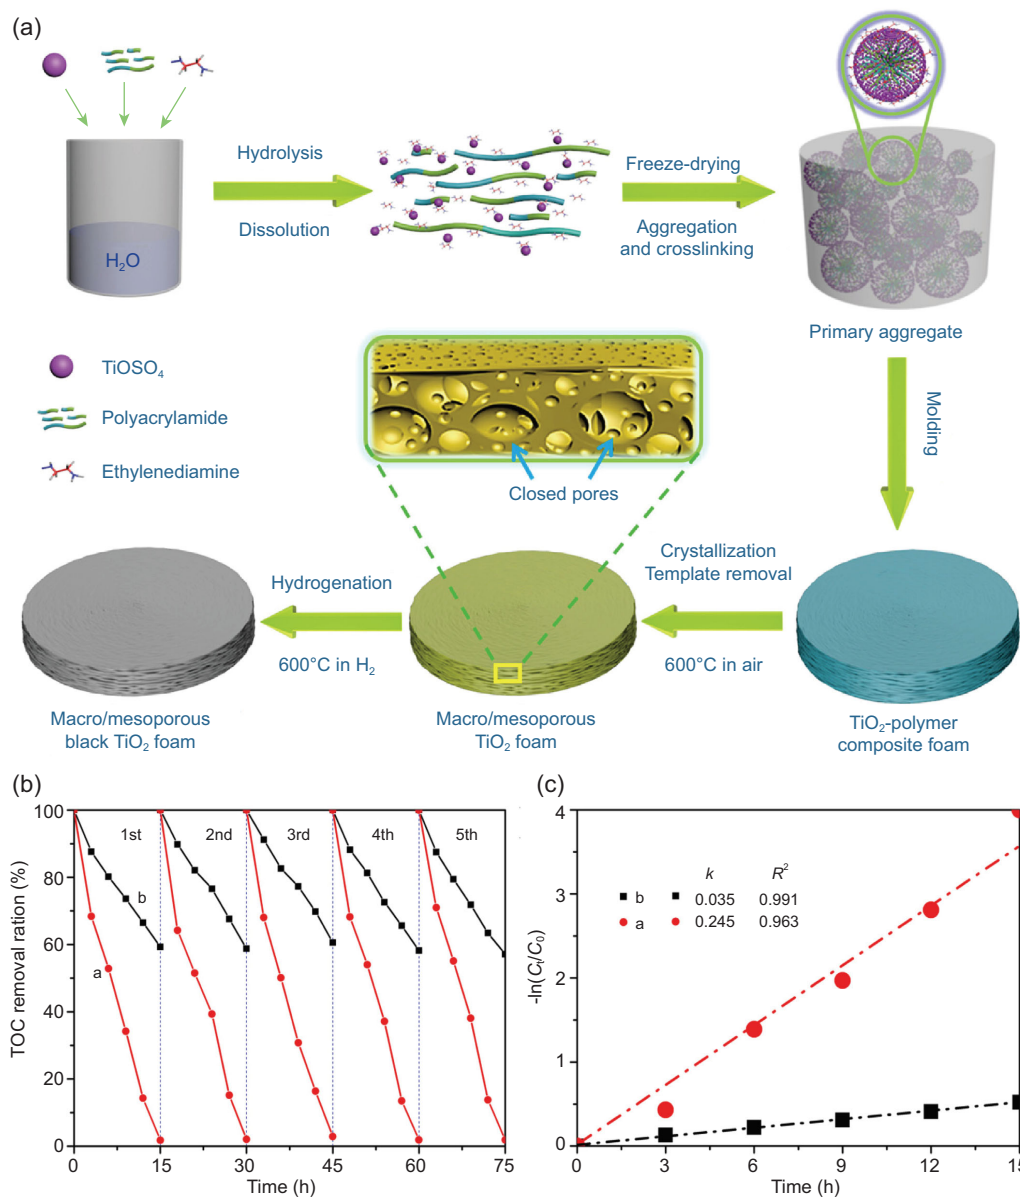 (a)
Hydrolysis
Dissolution
H₂O
Freeze-drying
Aggregation
and crosslinking
Primary aggregate
TiOSO₄
Polyacrylamide
Ethylenediamine
Closed pores
Molding
Hydrogenation
600°C in H₂
Crystallization
Template removal
600°C in air
Macro/mesoporous
black TiO₂ foam
Macro/mesoporous
TiO₂ foam
TiO₂-polymer
composite foam
(b)
TOC removal ration (%)
100
80
60
40
20
0
1st
2nd
3rd
4th
5th
b
a
0
15
30
45
60
75
Time (h)
(c)
-ln(Cₜ/C₀)
-4
4
3
2
1
0
k R²
b 0.035 0.991
a 0.245 0.963
0
3
6
9
12
15
Time (h)